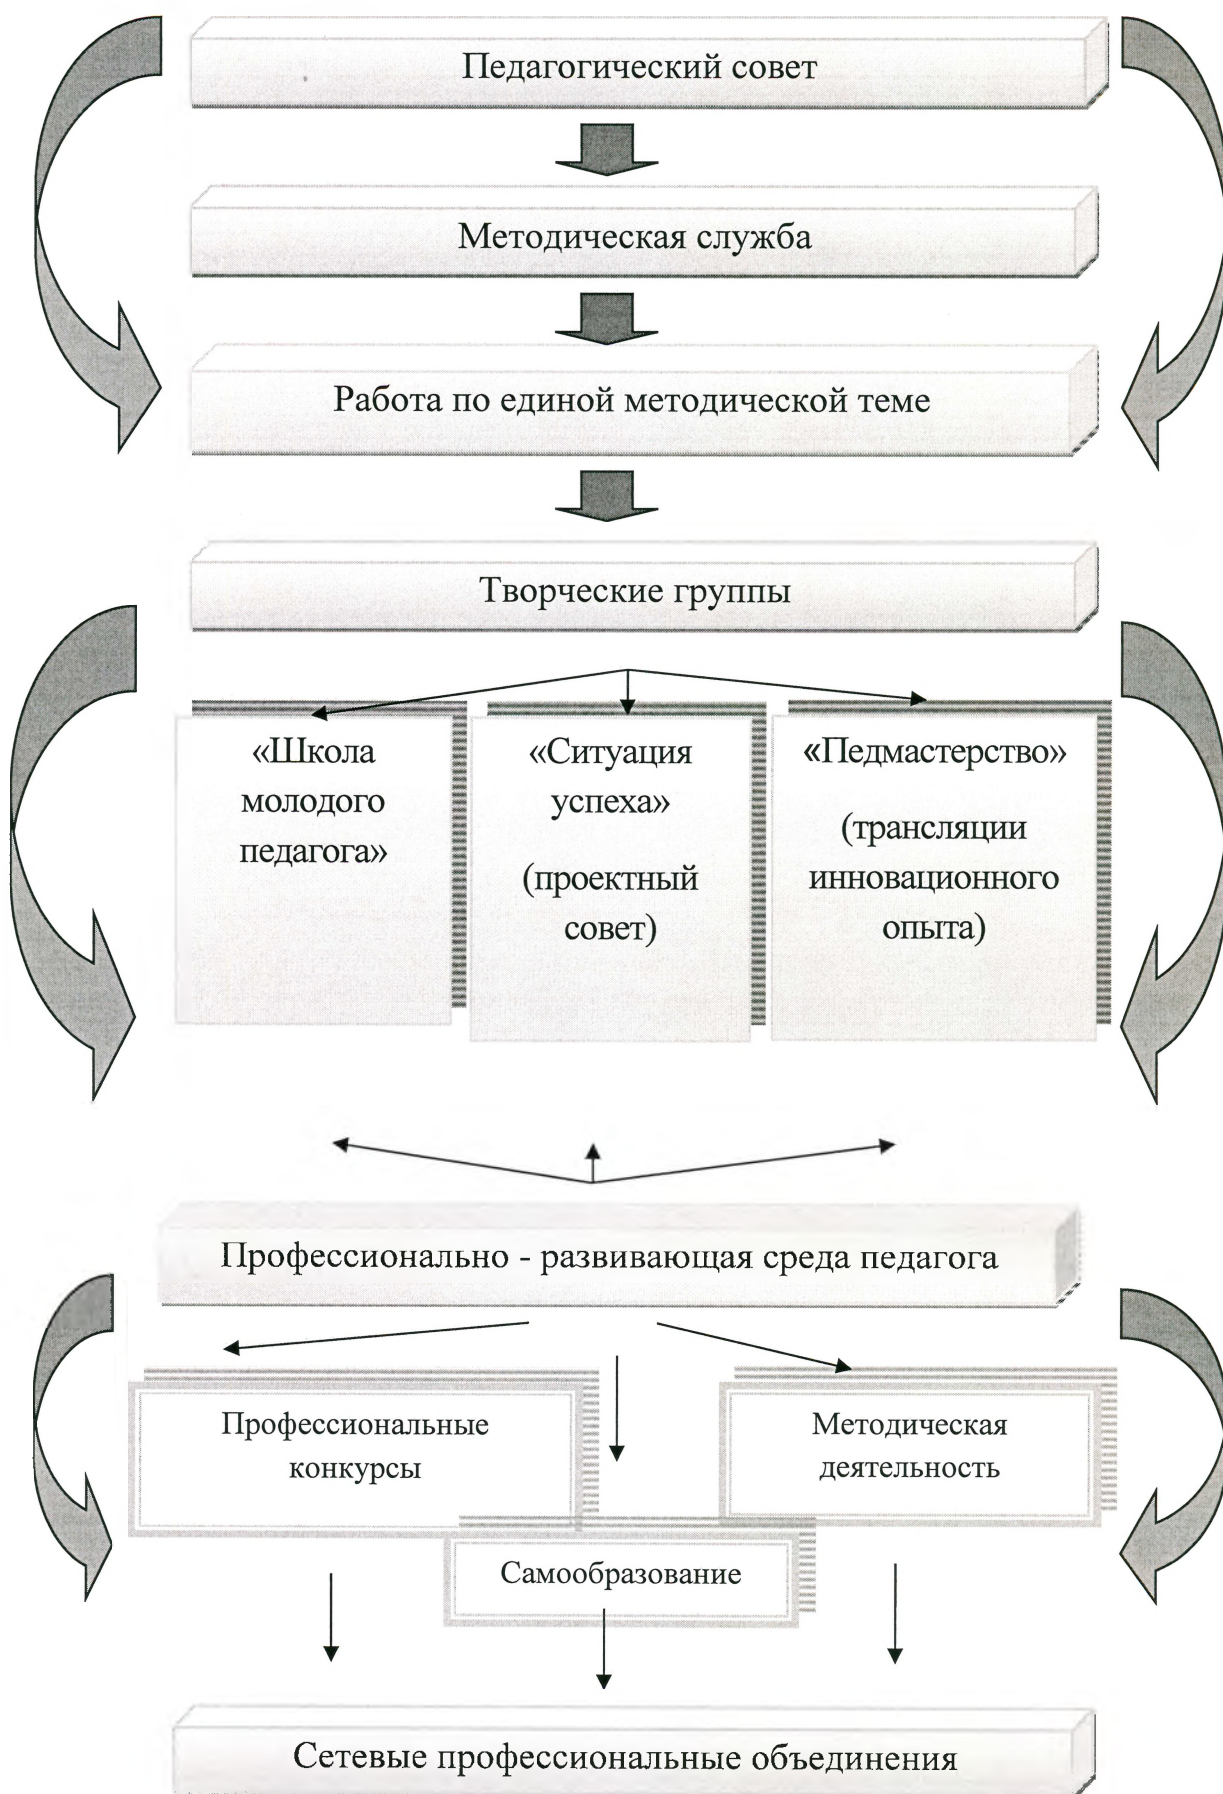 Педагогический совет
Методическая служба
Работа по единой методической теме
Творческие группы
«Школа
молодого
педагога»
«Ситуация
успеха»
(проектный
совет)
«Педмастерство»
(трансляции
инновационного
опыта)
Профессионально - развивающая среда педагога
Профессиональные
конкурсы
Методическая
деятельность
Самообразование
Сетевые профессиональные объединения